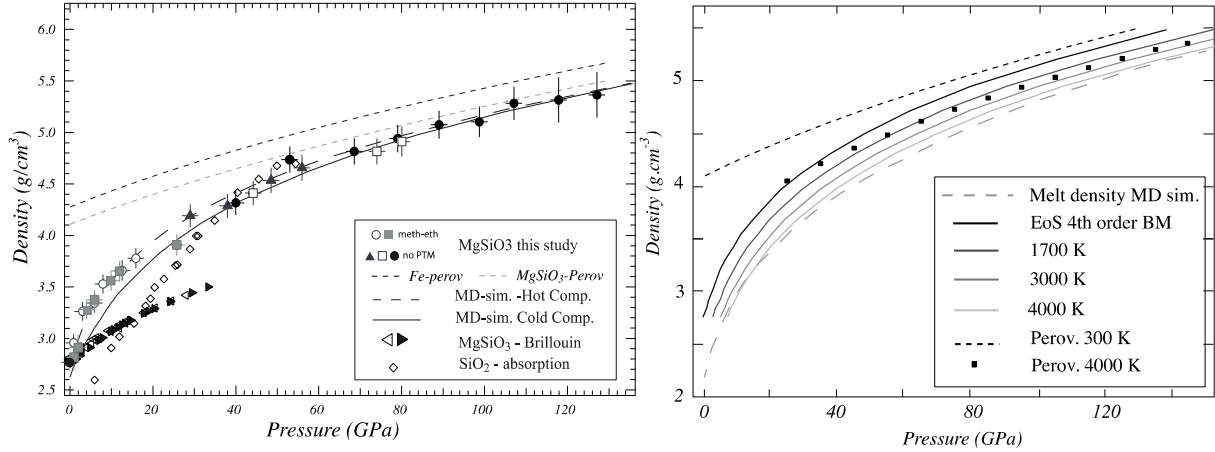 6.0
5.5
5.0
4.5
4.0
3.5
3.0
2.5
Density (g/cm³)
0
20
40
60
80
100
120
Pressure (GPa)
meth-eth
MgSiO3 this study
no PTM
Fe-perov
MgSiO₃-Perov
MD-sim. -Hot Comp.
MD-sim. Cold Comp.
MgSiO₃ - Brillouin
SiO₂ - absorption
5
4
3
2
Density (g.cm⁻³)
0
40
80
120
Pressure (GPa)
Melt density MD sim.
EoS 4th order BM
1700 K
3000 K
4000 K
Perov. 300 K
Perov. 4000 K